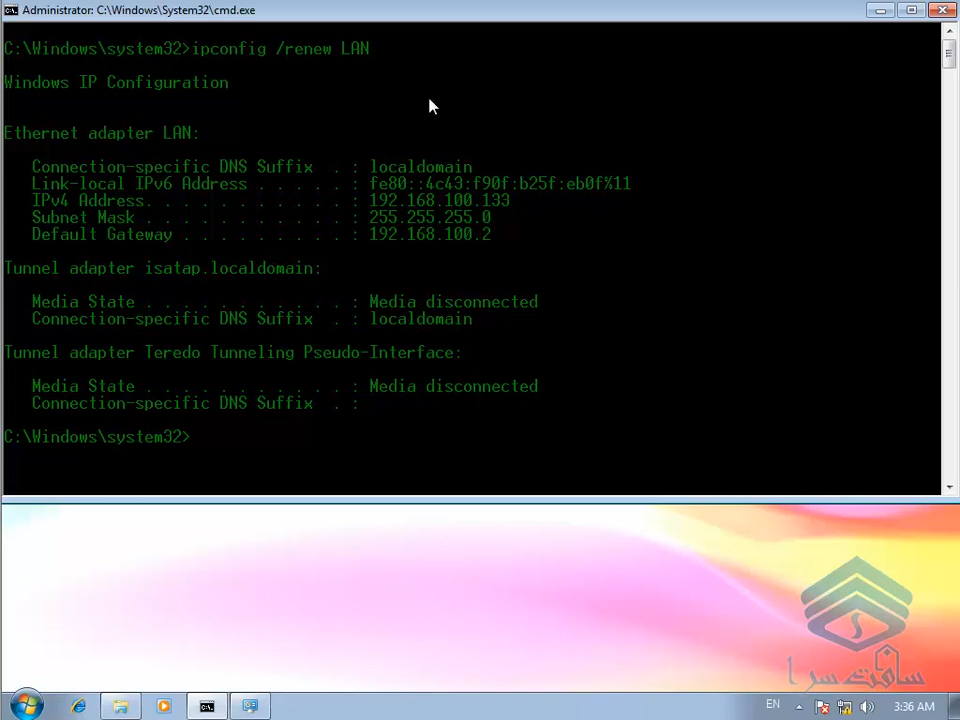 Administrator: C:\Windows\System32\cmd.exe
C:\Windows\system32>ipconfig /renew LAN
Windows IP Configuration
Ethernet adapter LAN:
Connection-specific DNS Suffix  . : localdomain
Link-local IPv6 Address . . . . . : fe80::4c43:f90f:b25f:eb0f%11
IPv4 Address. . . . . . . . . . . : 192.168.100.133
Subnet Mask . . . . . . . . . . . : 255.255.255.0
Default Gateway . . . . . . . . . : 192.168.100.2
Tunnel adapter isatap.localdomain:
Media State . . . . . . . . . . . : Media disconnected
Connection-specific DNS Suffix  . : localdomain
Tunnel adapter Teredo Tunneling Pseudo-Interface:
Media State . . . . . . . . . . . : Media disconnected
Connection-specific DNS Suffix  . :
C:\Windows\system32>
سافت سرا
EN
3:36 AM